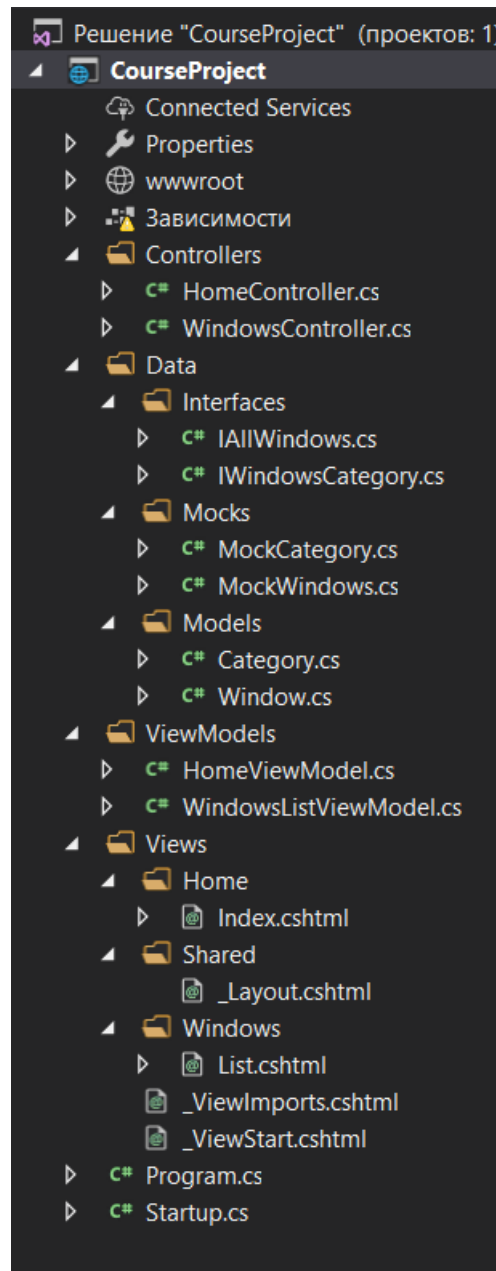 Решение "CourseProject" (проектов: 1)
CourseProject
Connected Services
Properties
wwwroot
Зависимости
Controllers
C# HomeController.cs
C# WindowsController.cs
Data
Interfaces
C# IAllWindows.cs
C# IWindowsCategory.cs
Mocks
C# MockCategory.cs
C# MockWindows.cs
Models
C# Category.cs
C# Window.cs
ViewModels
C# HomeViewModel.cs
C# WindowsListViewModel.cs
Views
Home
@ Index.cshtml
Shared
@ _Layout.cshtml
Windows
@ List.cshtml
@ _ViewImports.cshtml
@ _ViewStart.cshtml
C# Program.cs
C# Startup.cs